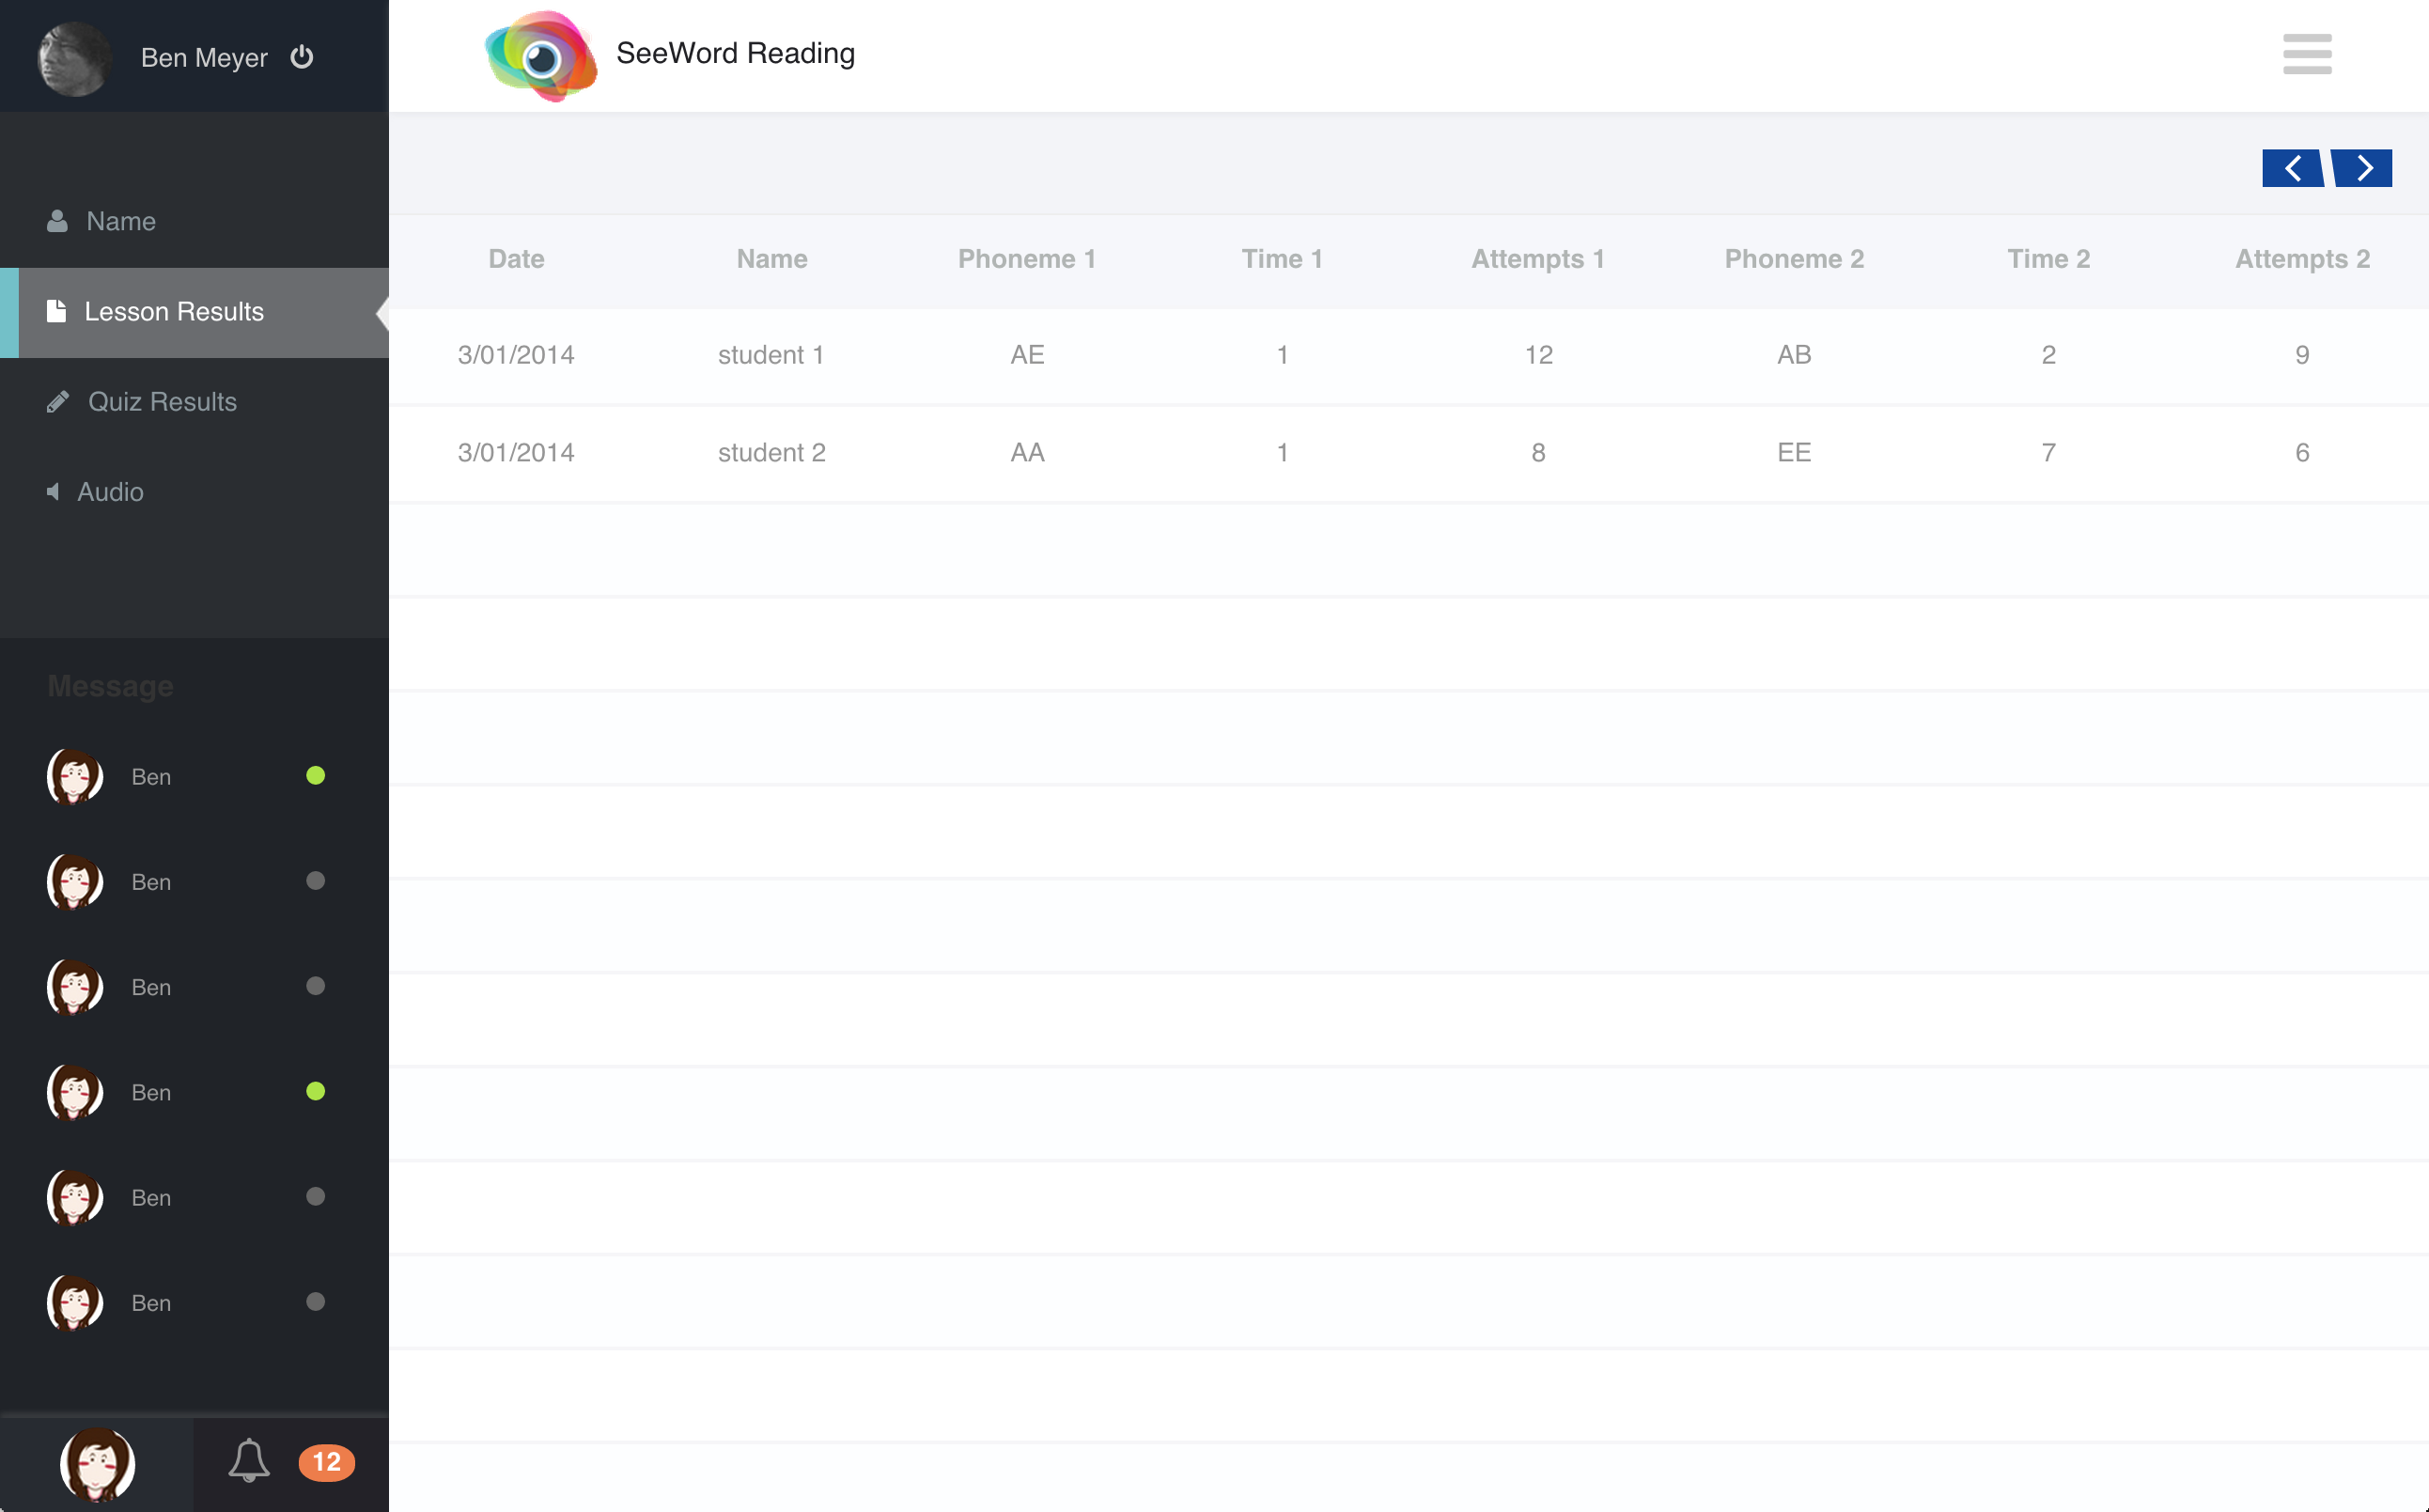 Ben Meyer
SeeWord Reading
Name
Lesson Results
Quiz Results
Audio
Message
Ben
Ben
Ben
Ben
Ben
Ben
12
Date Name Phoneme 1 Time 1 Attempts 1 Phoneme 2 Time 2 Attempts 2
3/01/2014 student 1 AE 1 12 AB 2 9
3/01/2014 student 2 AA 1 8 EE 7 6